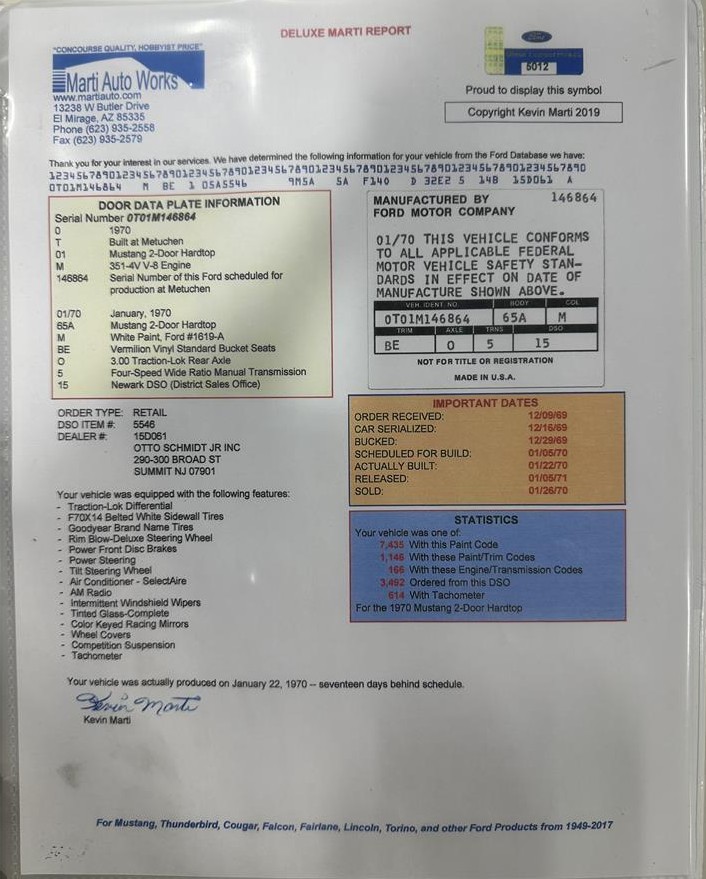 DELUXE MARTI REPORT
"CONCOURSE QUALITY, HOBBYIST PRICE"
Marti Auto Works
www.martiauto.com
13238 W Butler Drive
El Mirage, AZ 85335
Phone (623) 935-2558
Fax (623) 935-2579
Ford
6012
Proud to display this symbol
Copyright Kevin Marti 2019
Thank you for your interest in our services. We have determined the following information for your vehicle from the Ford Database we have:
12345678901234567890123456789012345678901234567890123456789012345678901234567890
0T01M146864 M BE 1 05A5546 9M5A 5A F140 D 32E2 5 14B 15D061 A
DOOR DATA PLATE INFORMATION
Serial Number 0T01M146864
0 1970
T Built at Metuchen
01 Mustang 2-Door Hardtop
M 351-4V V-8 Engine
146864 Serial Number of this Ford scheduled for
production at Metuchen
01/70 January, 1970
65A Mustang 2-Door Hardtop
M White Paint, Ford #1619-A
BE Vermilion Vinyl Standard Bucket Seats
O 3.00 Traction-Lok Rear Axle
5 Four-Speed Wide Ratio Manual Transmission
15 Newark DSO (District Sales Office)
MANUFACTURED BY 146864
FORD MOTOR COMPANY
01/70 THIS VEHICLE CONFORMS
TO ALL APPLICABLE FEDERAL
MOTOR VEHICLE SAFETY STAN-
DARDS IN EFFECT ON DATE OF
MANUFACTURE SHOWN ABOVE.
VEH. IDENT. NO. BODY COL
0T01M146864 65A M
TRIM AXLE TRNS DSO
BE O 5 15
NOT FOR TITLE OR REGISTRATION
MADE IN U.S.A.
ORDER TYPE: RETAIL
DSO ITEM #: 5546
DEALER #: 15D061
OTTO SCHMIDT JR INC
290-300 BROAD ST
SUMMIT NJ 07901
IMPORTANT DATES
ORDER RECEIVED: 12/09/69
CAR SERIALIZED: 12/16/69
BUCKED: 12/29/69
SCHEDULED FOR BUILD: 01/05/70
ACTUALLY BUILT: 01/22/70
RELEASED: 01/05/71
SOLD: 01/26/70
Your vehicle was equipped with the following features:
- Traction-Lok Differential
- F70X14 Belted White Sidewall Tires
- Goodyear Brand Name Tires
- Rim Blow-Deluxe Steering Wheel
- Power Front Disc Brakes
- Power Steering
- Tilt Steering Wheel
- Air Conditioner - SelectAire
- AM Radio
- Intermittent Windshield Wipers
- Tinted Glass-Complete
- Color Keyed Racing Mirrors
- Wheel Covers
- Competition Suspension
- Tachometer
STATISTICS
Your vehicle was one of:
7,435 With this Paint Code
1,146 With these Paint/Trim Codes
166 With these Engine/Transmission Codes
3,462 Ordered from this DSO
614 With Tachometer
For the 1970 Mustang 2-Door Hardtop
Your vehicle was actually produced on January 22, 1970 -- seventeen days behind schedule.
Kevin Marti
Kevin Marti
For Mustang, Thunderbird, Cougar, Falcon, Fairlane, Lincoln, Torino, and other Ford Products from 1949-2017